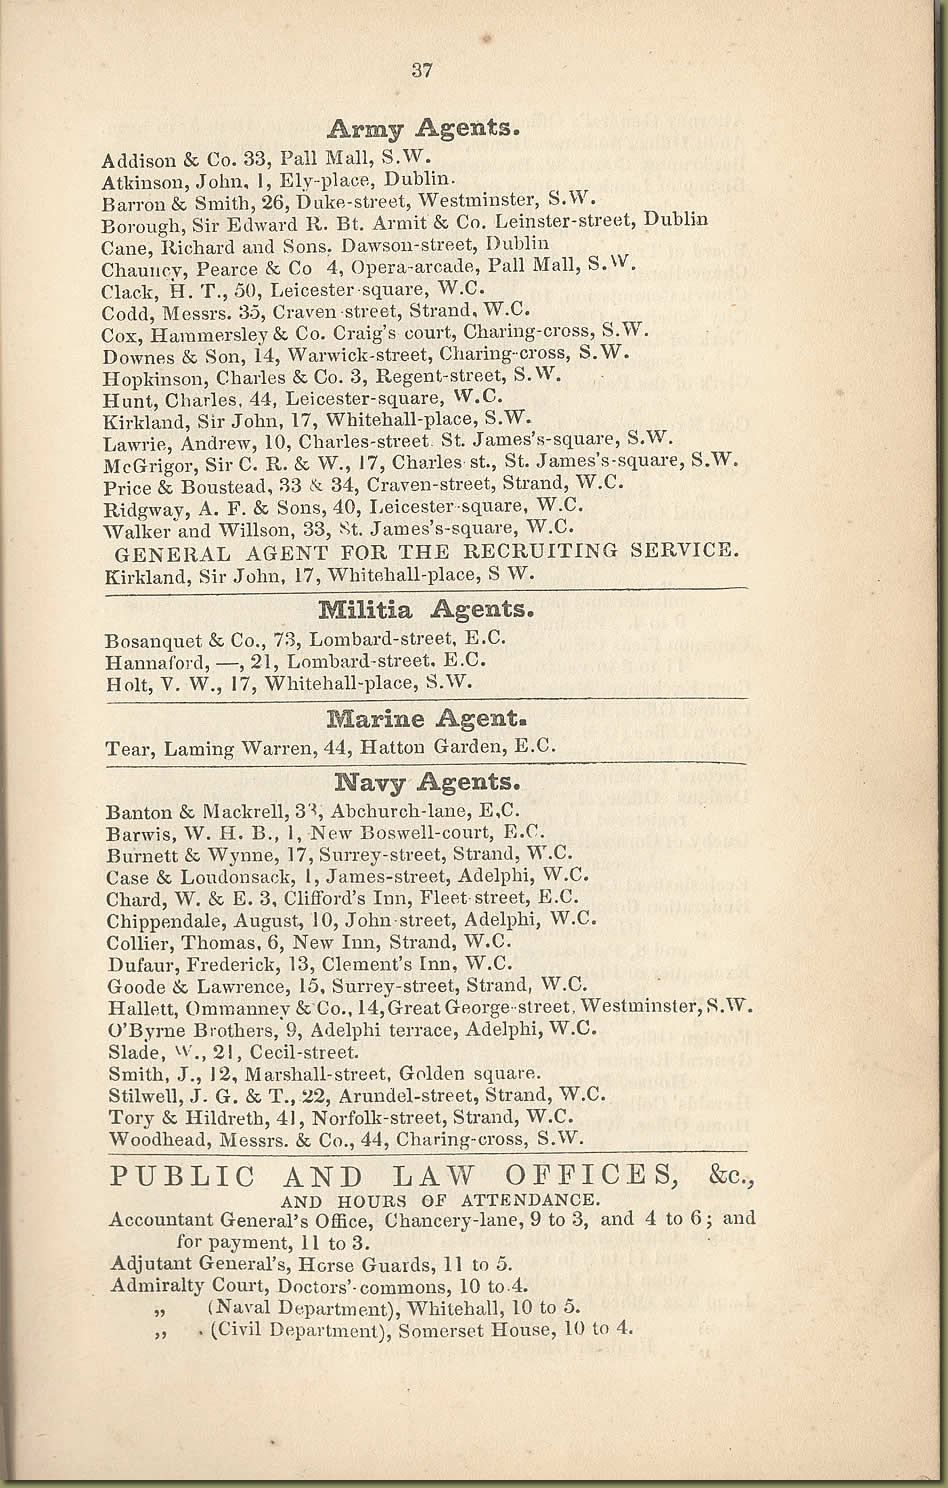 37
Army Agents.
Addison & Co. 33, Pall Mall, S.W.
Atkinson, John, 1, Ely-place, Dublin.
Barron & Smith, 26, Duke-street, Westminster, S.W.
Borough, Sir Edward R. Bt. Armit & Co. Leinster-street, Dublin
Cane, Richard and Sons. Dawson-street, Dublin
Chauncy, Pearce & Co 4, Opera-arcade, Pall Mall, S.W.
Clack, H. T., 50, Leicester-square, W.C.
Codd, Messrs. 35, Craven-street, Strand, W.C.
Cox, Hammersley & Co. Craig's court, Charing-cross, S.W.
Downes & Son, 14, Warwick-street, Charing-cross, S.W.
Hopkinson, Charles & Co. 3, Regent-street, S.W.
Hunt, Charles, 44, Leicester-square, W.C.
Kirkland, Sir John, 17, Whitehall-place, S.W.
Lawrie, Andrew, 10, Charles-street. St. James's-square, S.W.
McGrigor, Sir C. R. & W., 17, Charles-st., St. James's-square, S.W.
Price & Boustead, 33 & 34, Craven-street, Strand, W.C.
Ridgway, A. F. & Sons, 40, Leicester-square, W.C.
Walker and Willson, 33, St. James's-square, W.C.
GENERAL AGENT FOR THE RECRUITING SERVICE.
Kirkland, Sir John, 17, Whitehall-place, S W.
Militia Agents.
Bosanquet & Co., 73, Lombard-street, E.C.
Hannaford, —, 21, Lombard-street, E.C.
Holt, V. W., 17, Whitehall-place, S.W.
Marine Agent.
Tear, Laming Warren, 44, Hatton Garden, E.C.
Navy Agents.
Banton & Mackrell, 33, Abchurch-lane, E.C.
Barwis, W. H. B., 1, New Boswell-court, E.C.
Burnett & Wynne, 17, Surrey-street, Strand, W.C.
Case & Loudonsack, 1, James-street, Adelphi, W.C.
Chard, W. & E. 3, Clifford's Inn, Fleet-street, E.C.
Chippendale, August, 10, John-street, Adelphi, W.C.
Collier, Thomas, 6, New Inn, Strand, W.C.
Dufaur, Frederick, 13, Clement's Inn, W.C.
Goode & Lawrence, 15, Surrey-street, Strand, W.C.
Hallett, Ommanney & Co., 14, Great George-street, Westminster, S.W.
O'Byrne Brothers, 9, Adelphi terrace, Adelphi, W.C.
Slade, W., 21, Cecil-street.
Smith, J., 12, Marshall-street, Golden square.
Stilwell, J. G. & T., 22, Arundel-street, Strand, W.C.
Tory & Hildreth, 41, Norfolk-street, Strand, W.C.
Woodhead, Messrs. & Co., 44, Charing-cross, S.W.
PUBLIC AND LAW OFFICES, &c.,
AND HOURS OF ATTENDANCE.
Accountant General's Office, Chancery-lane, 9 to 3, and 4 to 6; and
for payment, 11 to 3.
Adjutant General's, Horse Guards, 11 to 5.
Admiralty Court, Doctors'-commons, 10 to 4.
„ (Naval Department), Whitehall, 10 to 5.
„ (Civil Department), Somerset House, 10 to 4.